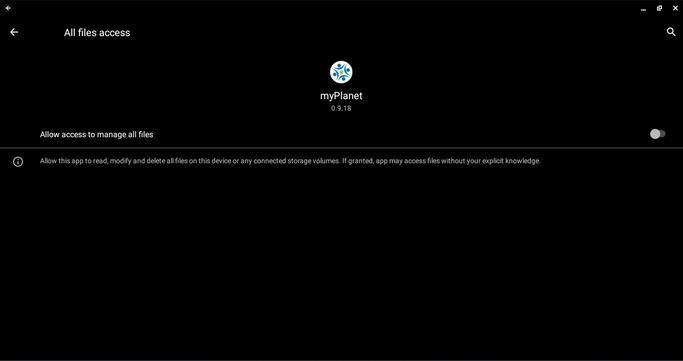 All files access
myPlanet
0.9.18
Allow access to manage all files
Allow this app to read, modify and delete all files on this device or any connected storage volumes. If granted, app may access files without your explicit knowledge.